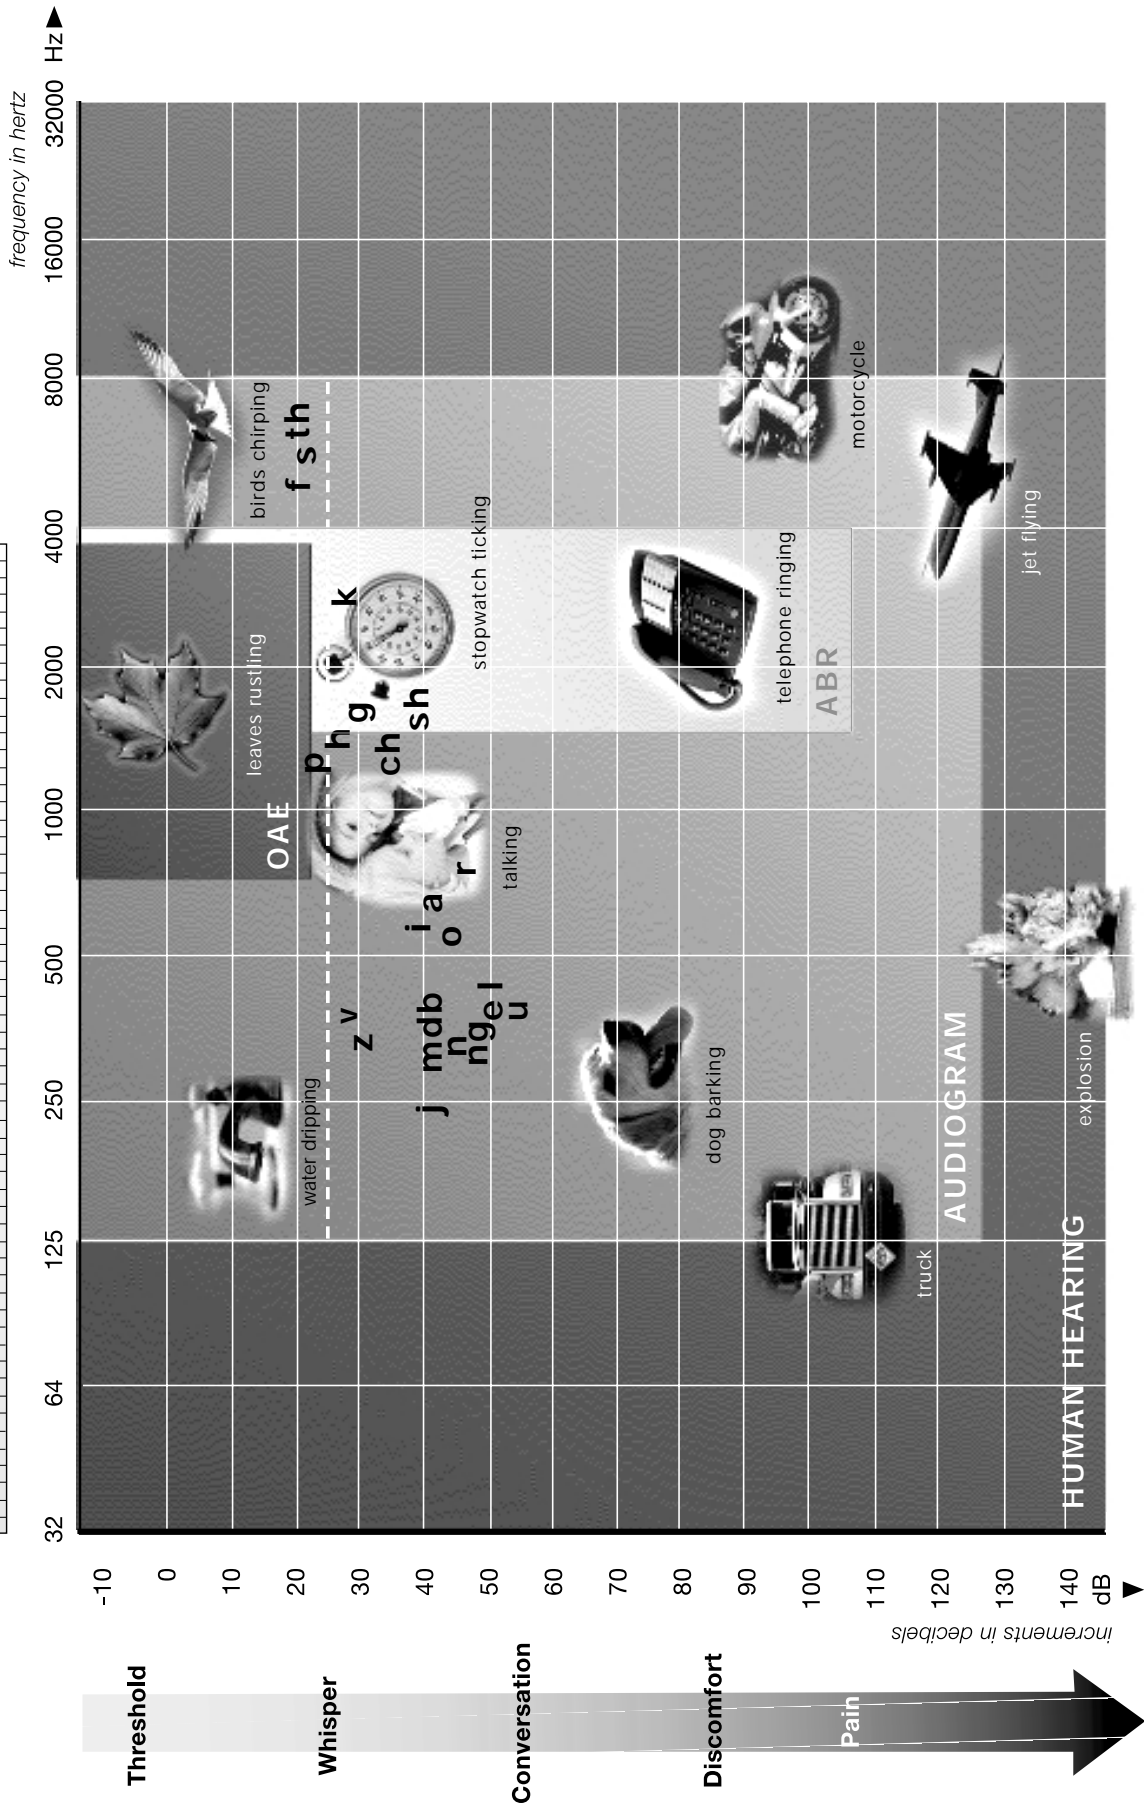 frequency in hertz
32 64 125 250 500 1000 2000 4000 8000 16000 32000 Hz
-10
0
10
20
30
40
50
60
70
80
90
100
110
120
130
140
dB
increments in decibels
Threshold
Whisper
Conversation
Discomfort
Pain
leaves rustling
birds chirping
water dripping
OAE
f s th
p h g k
z v
ch sh
j mdb i a
n o r
ng e l
u
stopwatch ticking
talking
dog barking
telephone ringing
ABR
motorcycle
truck
AUDIOGRAM
jet flying
explosion
HUMAN HEARING